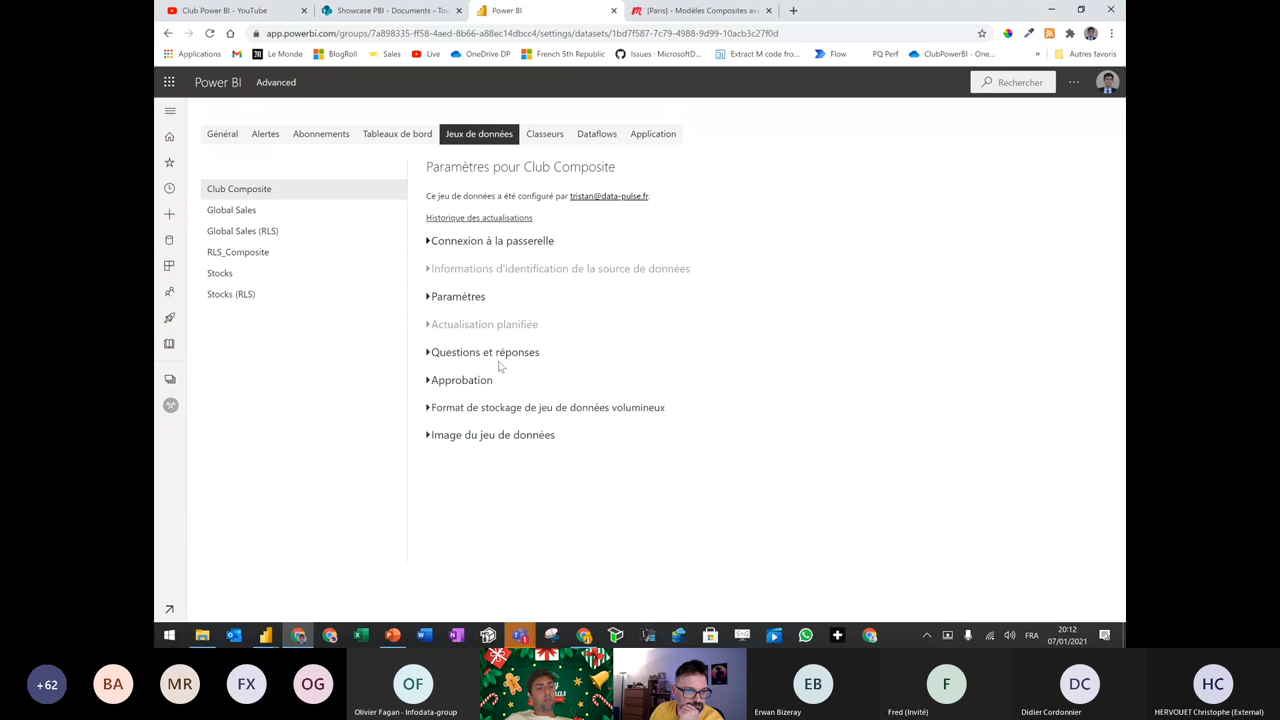 Club Power BI - YouTube
Showcase PBI - Documents - Tou
Power BI
[Paris] - Modèles Composites ave
app.powerbi.com/groups/7a898335-ff58-4aed-8b66-a88ec14dbcc4/settings/datasets/1bd7f587-7c79-4988-9d99-10acb3c27f0d
Applications
Le Monde
BlogRoll
Sales
Live
OneDrive DP
French 5th Republic
Issues · MicrosoftD...
Extract M code fro...
Flow
PQ Perf
ClubPowerBI - One...
»
Autres favoris
Power BI
Advanced
Rechercher
Général
Alertes
Abonnements
Tableaux de bord
Jeux de données
Classeurs
Dataflows
Application
Club Composite
Global Sales
Global Sales (RLS)
RLS_Composite
Stocks
Stocks (RLS)
Paramètres pour Club Composite
Ce jeu de données a été configuré par tristan@data-pulse.fr.
Historique des actualisations
Connexion à la passerelle
Informations d'identification de la source de données
Paramètres
Actualisation planifiée
Questions et réponses
Approbation
Format de stockage de jeu de données volumineux
Image du jeu de données
FRA
20:12
07/01/2021
+62
BA
MR
FX
OG
OF
Olivier Fagan - Infodata-group
EB
Erwan Bizeray
F
Fred (Invité)
DC
Didier Cordonnier
HC
HERVOUET Christophe (External)